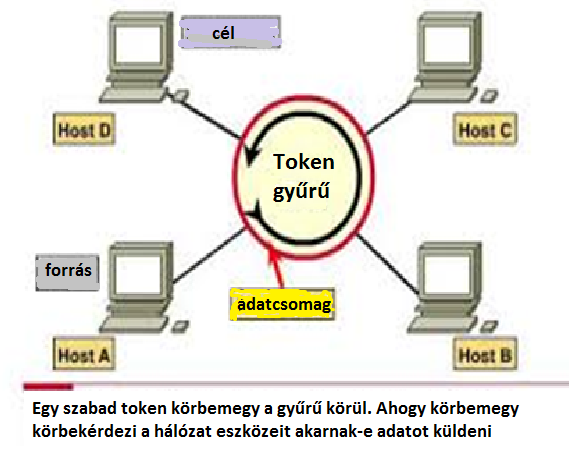 cél
Host D
Host C
Token
gyűrű
forrás
adatcsomag
Host A
Host B
Egy szabad token körbemegy a gyűrű körül. Ahogy körbemegy
körbekérdezi a hálózat eszközeit akarnak-e adatot küldeni